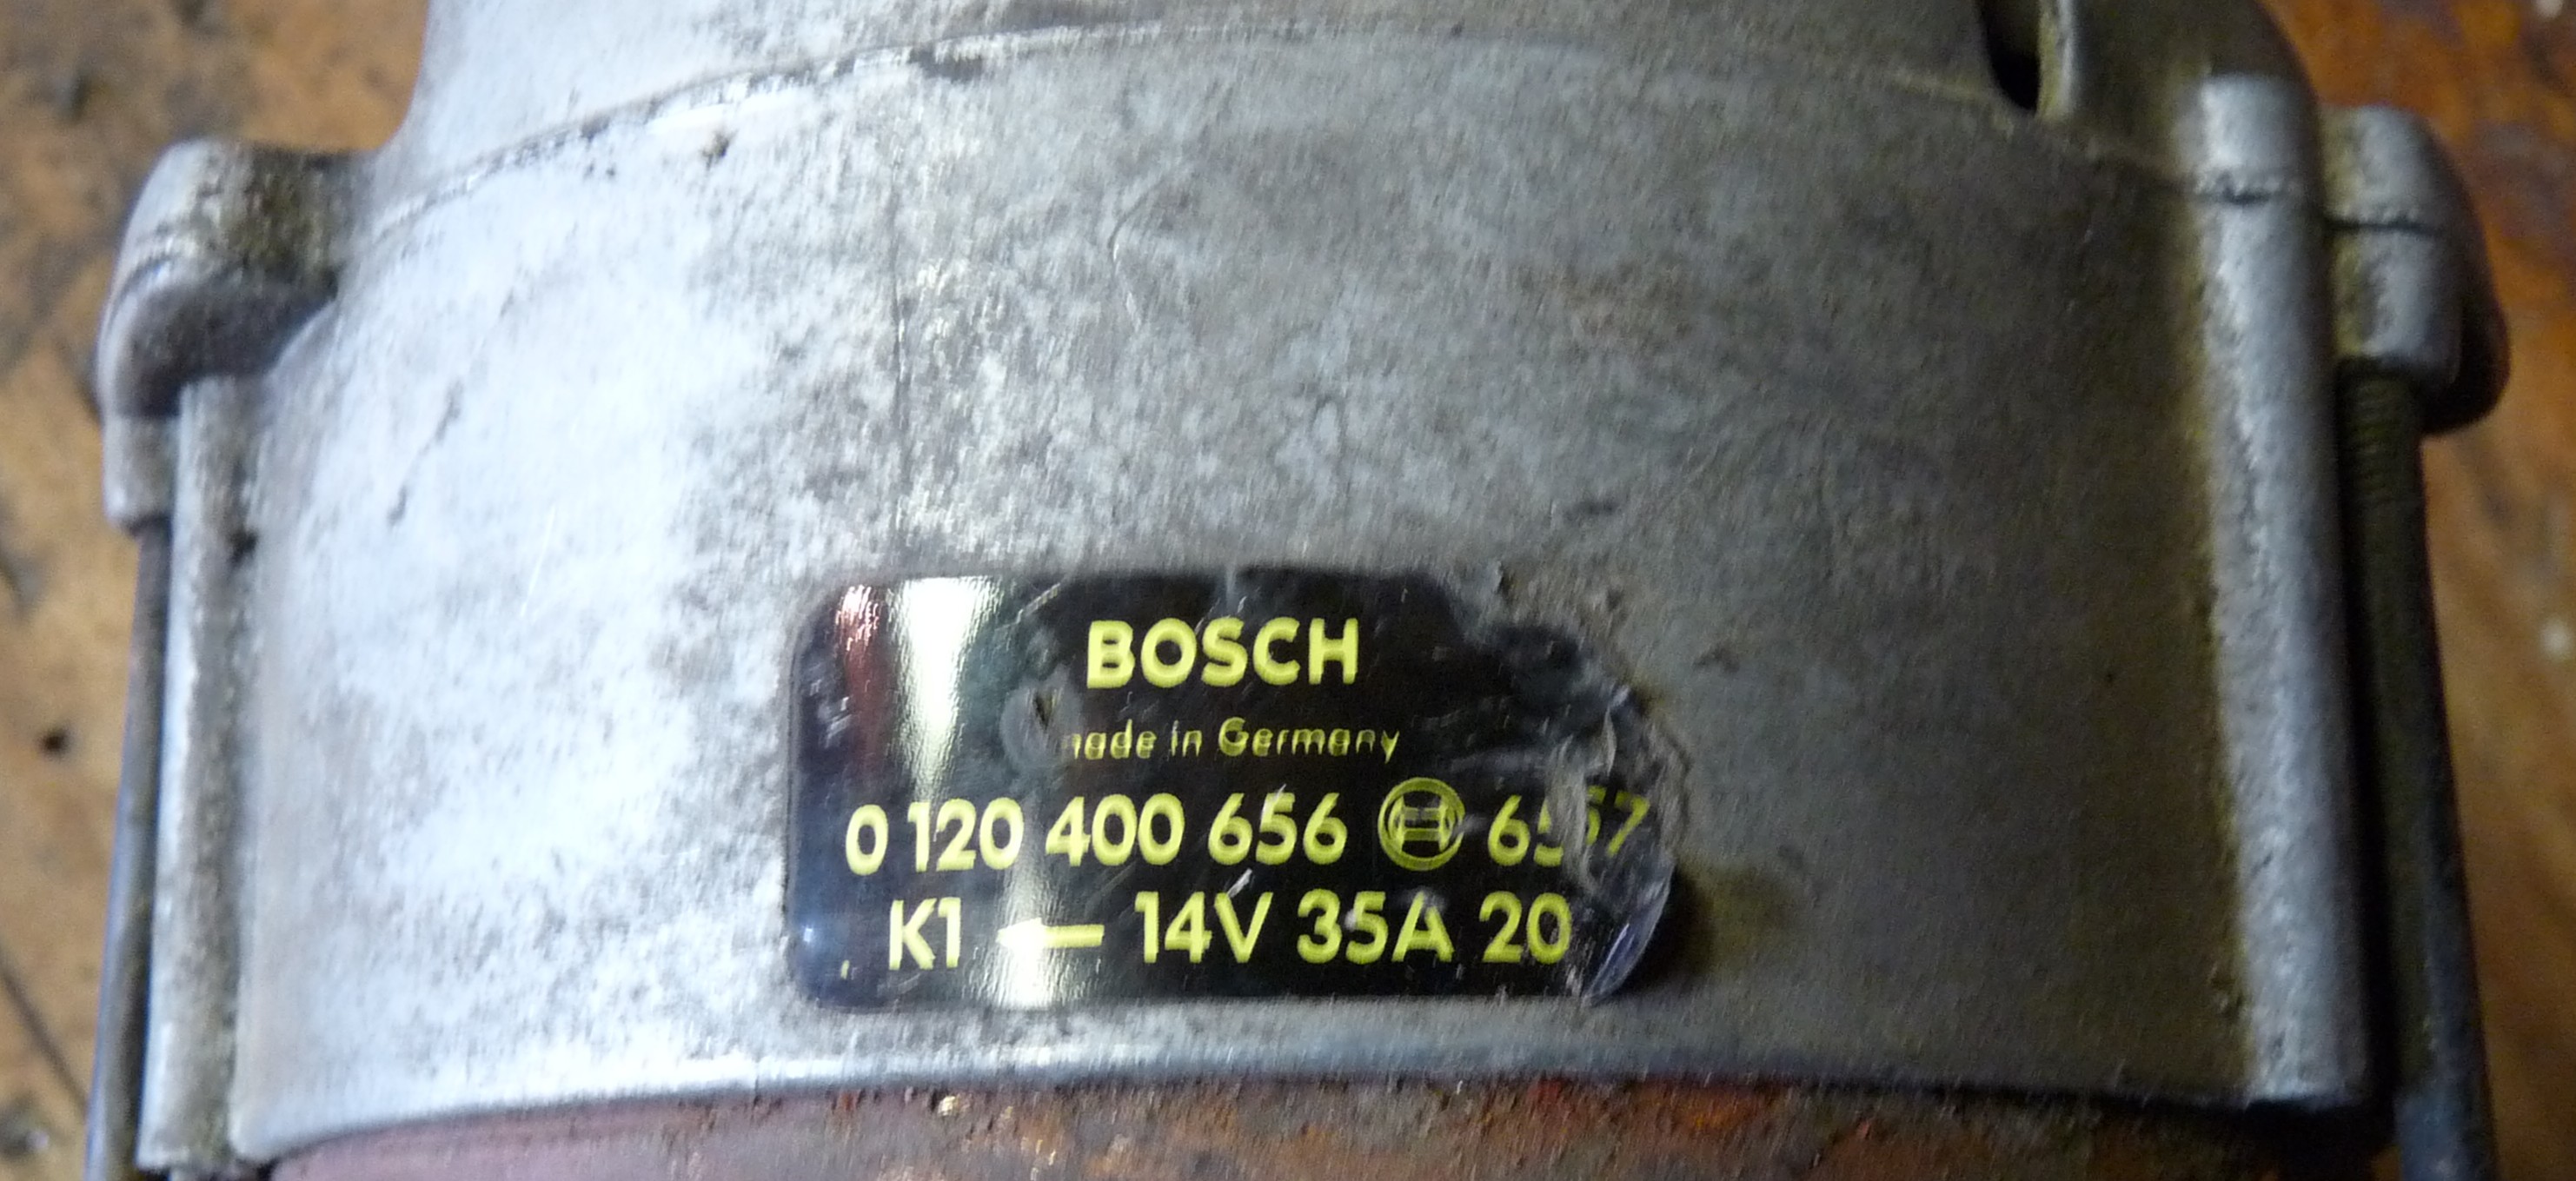 BOSCH
made in Germany
0 120 400 656
K1 ← 14V 35A 20